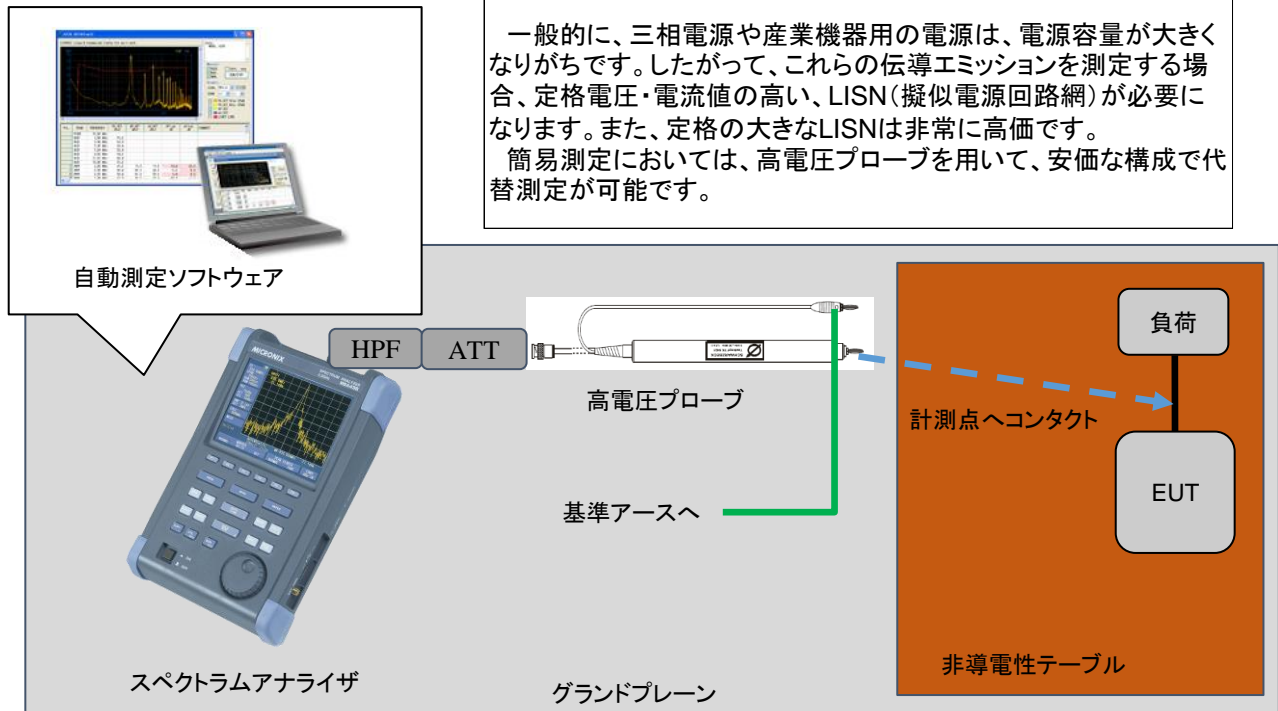 一般的に、三相電源や産業機器用の電源は、電源容量が大きく
なりがちです。したがって、これらの伝導エミッションを測定する場
合、定格電圧・電流値の高い、LISN(擬似電源回路網)が必要に
なります。また、定格の大きなLISNは非常に高価です。
簡易測定においては、高電圧プローブを用いて、安価な構成で代
替測定が可能です。
自動測定ソフトウェア
HPF
ATT
MICRONIX
高電圧プローブ
負荷
計測点へコンタクト
EUT
基準アースへ
スペクトラムアナライザ
グランドプレーン
非導電性テーブル